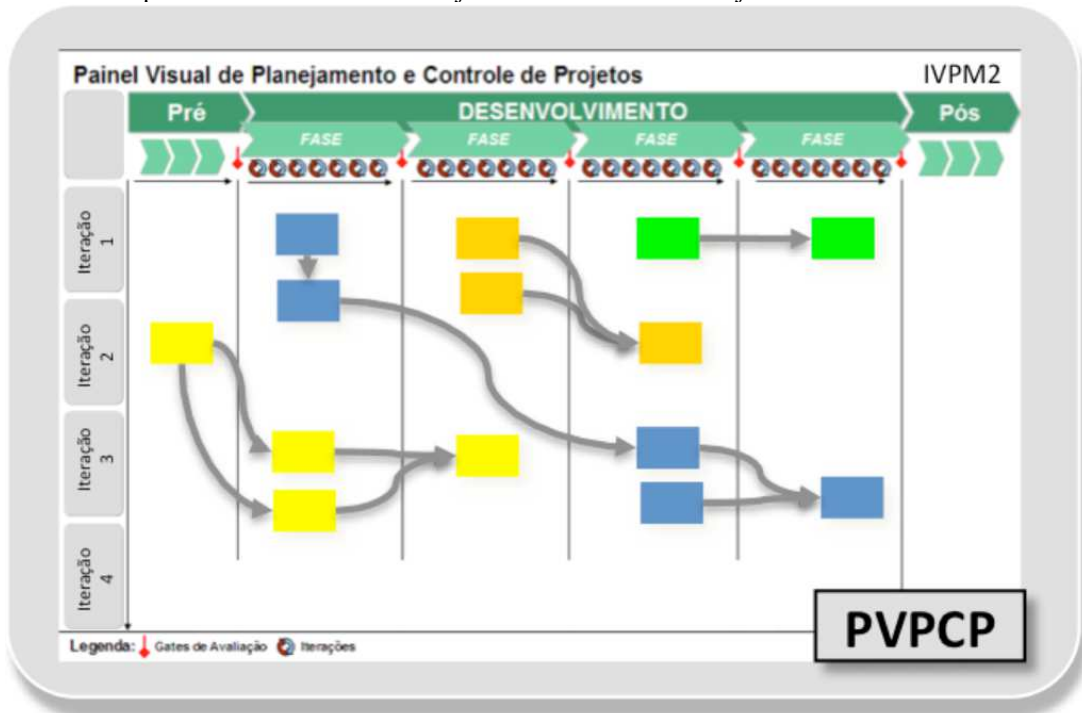 Painel Visual de Planejamento e Controle de Projetos
IVPM2
Pré
DESENVOLVIMENTO
Pós
FASE
FASE
FASE
FASE
Iteração
1
Iteração
2
Iteração
3
Iteração
4
PVPCP
Legenda: Gates de Avaliação Iterações